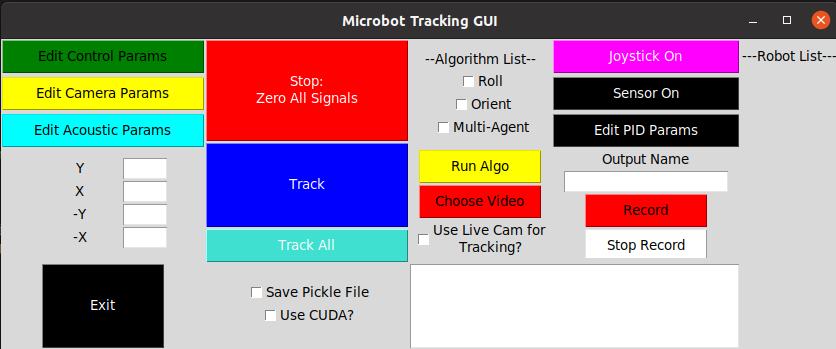 Microbot Tracking GUI
Edit Control Params
Edit Camera Params
Edit Acoustic Params
Y
X
-Y
-X
Exit
Stop:
Zero All Signals
Track
Track All
Save Pickle File
Use CUDA?
--Algorithm List--
Roll
Orient
Multi-Agent
Run Algo
Choose Video
Use Live Cam for
Tracking?
Joystick On
Sensor On
Edit PID Params
Output Name
Record
Stop Record
---Robot List---